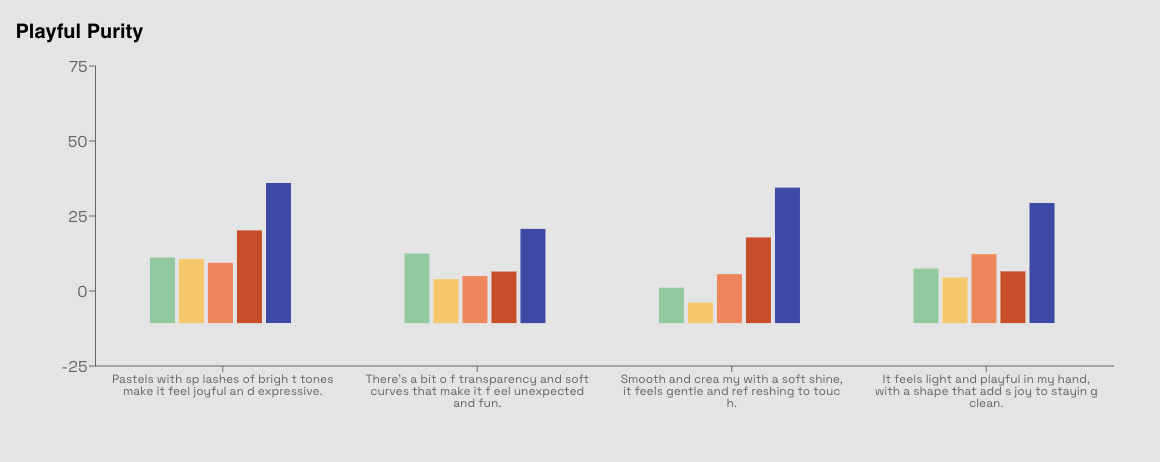 Playful Purity
75
50
25
0
-25
Pastels with sp lashes of brigh t tones
make it feel joyful an d expressive.
There's a bit o f transparency and soft
curves that make it f eel unexpected
and fun.
Smooth and crea my with a soft shine,
it feels gentle and ref reshing to touc
h.
It feels light and playful in my hand,
with a shape that add s joy to stayin g
clean.